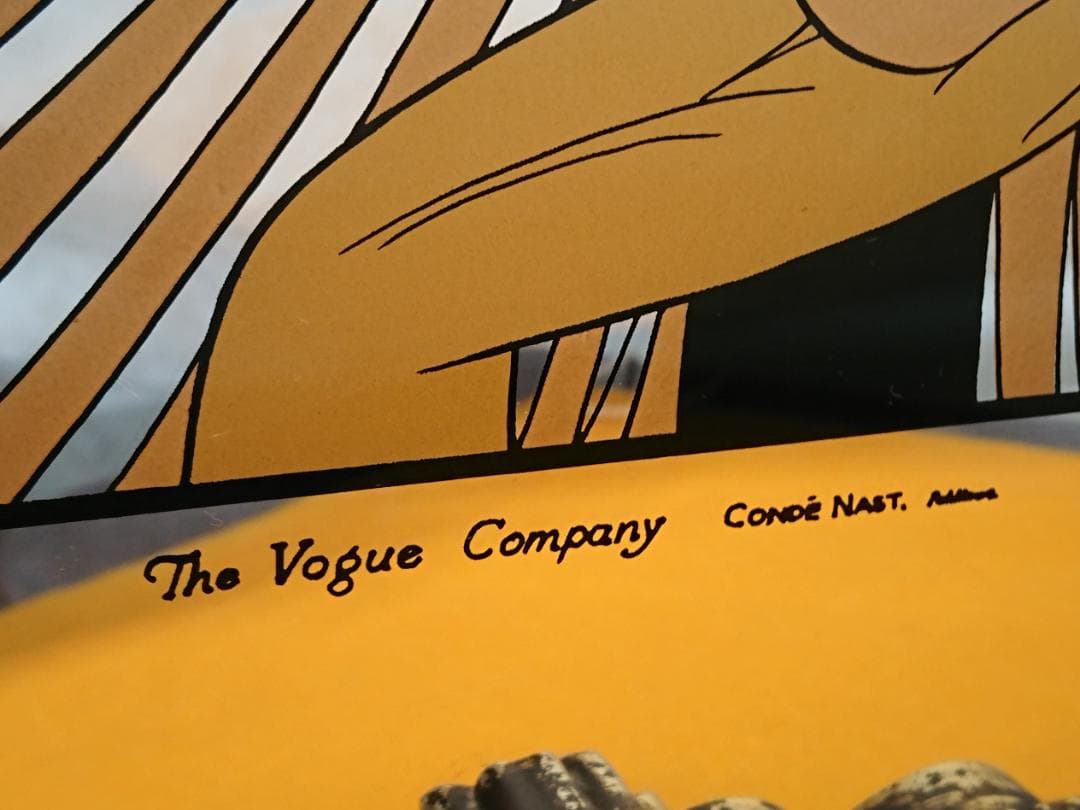 The Vogue Company CONDÉ NAST,